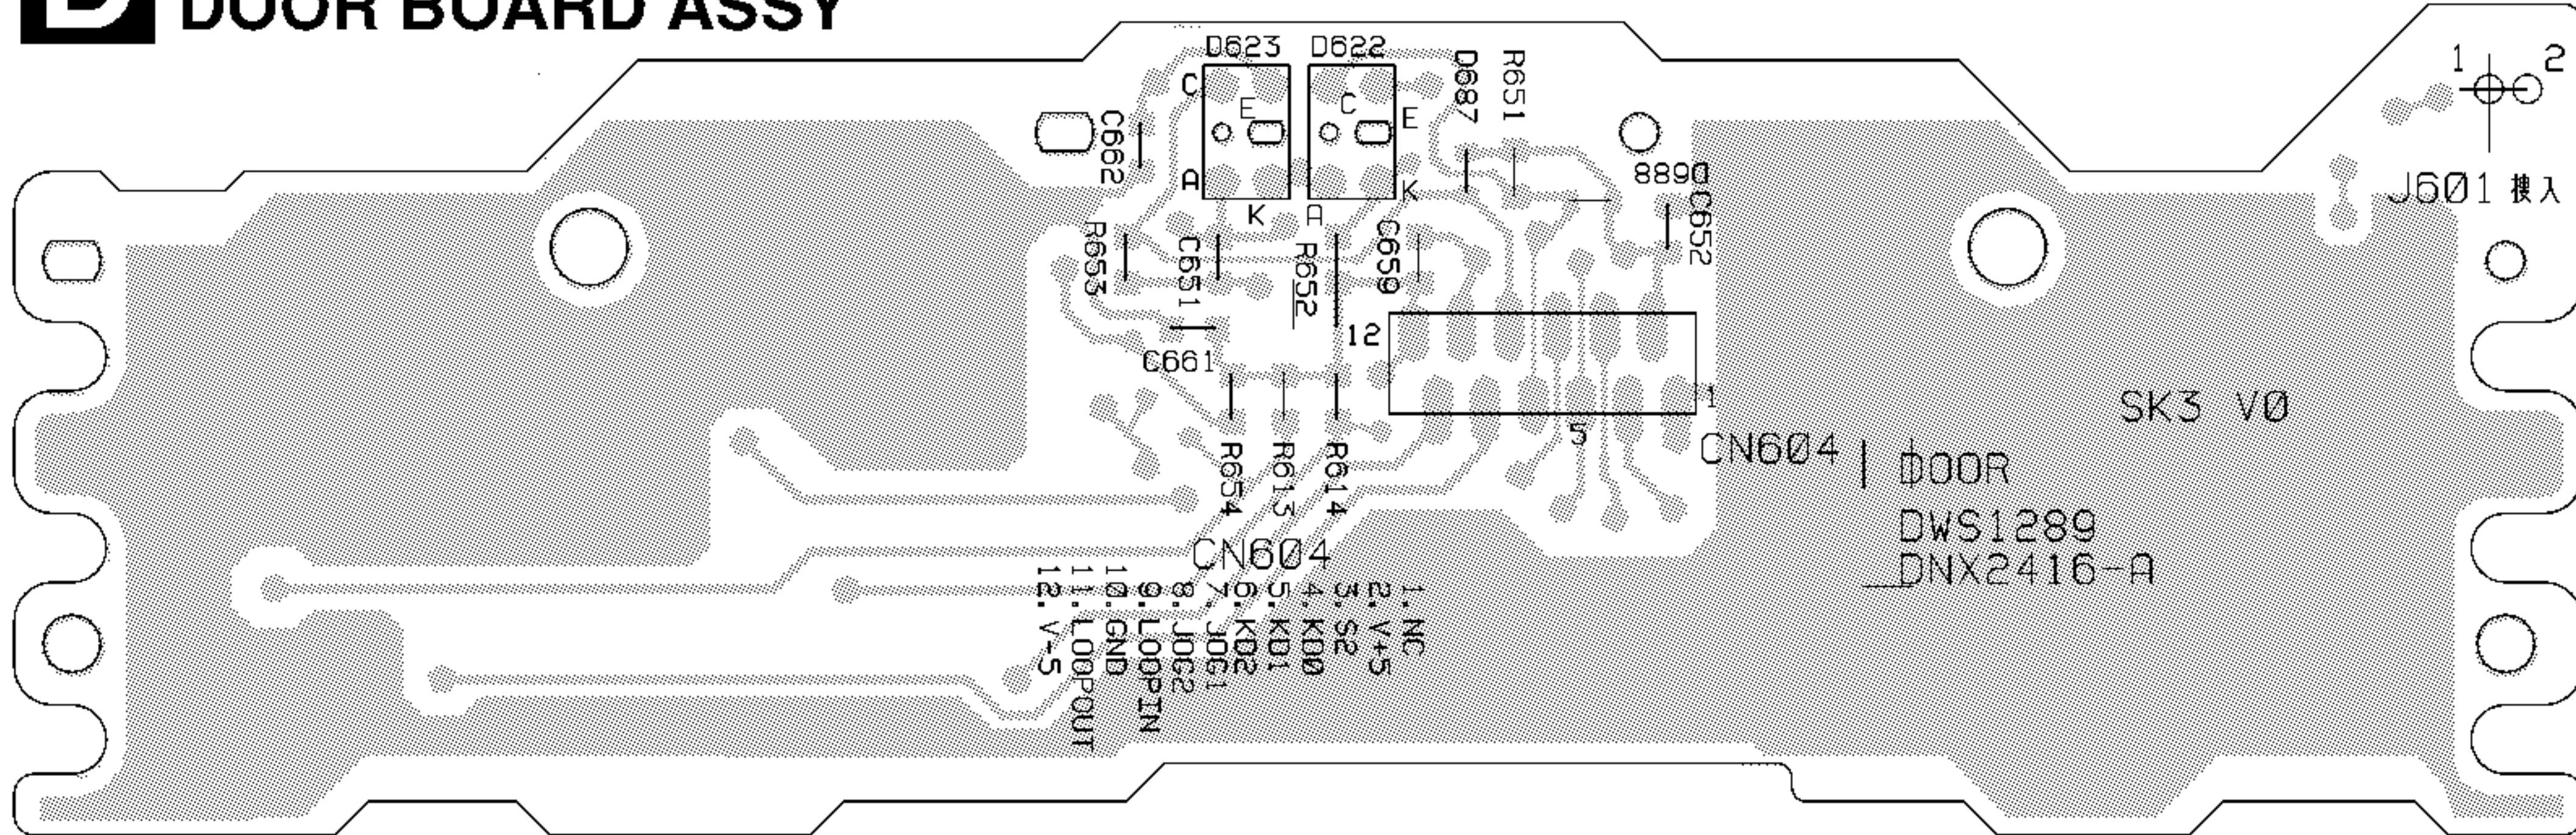 D DOOR BOARD ASSY
D623 D622
D687
R651
C E C E
A K A K
C662
D688
C652
1 2
J601 挿入
R653
C651
R652
C659
C661
12
1
5
CN604
R654
R613
R614
SK3 V0
DOOR
DWS1289
DNX2416-A
CN604
1. NC
2. V+5
3. S2
4. KD0
5. KD1
6. KD2
7. JOG1
8. JOG2
9. LOOPIN
10. GND
11. LOOPOUT
12. V-5